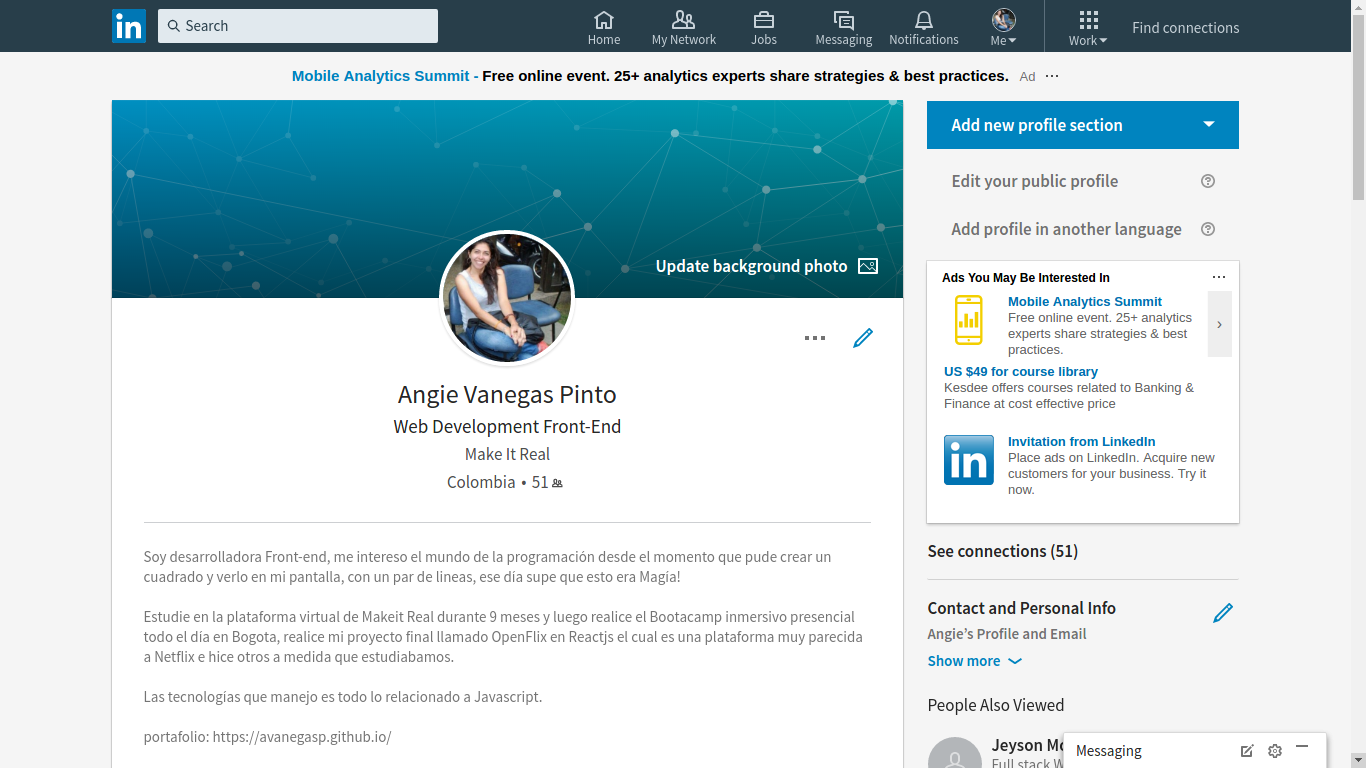 in Search Home My Network Jobs Messaging Notifications Me Work Find connections
Mobile Analytics Summit - Free online event. 25+ analytics experts share strategies & best practices. Ad
Update background photo
Angie Vanegas Pinto
Web Development Front-End
Make It Real
Colombia • 51
Soy desarrolladora Front-end, me intereso el mundo de la programación desde el momento que pude crear un
cuadrado y verlo en mi pantalla, con un par de lineas, ese día supe que esto era Magía!
Estudie en la plataforma virtual de Makeit Real durante 9 meses y luego realice el Bootacamp inmersivo presencial
todo el día en Bogota, realice mi proyecto final llamado OpenFlix en Reactjs el cual es una plataforma muy parecida
a Netflix e hice otros a medida que estudiabamos.
Las tecnologías que manejo es todo lo relacionado a Javascript.
portafolio: https://avanegasp.github.io/
Add new profile section
Edit your public profile
Add profile in another language
Ads You May Be Interested In
Mobile Analytics Summit
Free online event. 25+ analytics
experts share strategies & best
practices.
US $49 for course library
Kesdee offers courses related to Banking &
Finance at cost effective price
in
Invitation from LinkedIn
Place ads on LinkedIn. Acquire new
customers for your business. Try it
now.
See connections (51)
Contact and Personal Info
Angie's Profile and Email
Show more
People Also Viewed
Jeyson
Full stack
Messaging